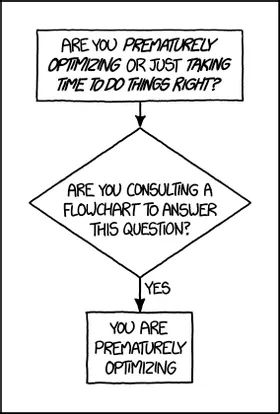 ARE YOU PREMATURELY
OPTIMIZING OR JUST TAKING
TIME TO DO THINGS RIGHT?
ARE YOU CONSULTING A
FLOWCHART TO ANSWER
THIS QUESTION?
YES
YOU ARE
PREMATURELY
OPTIMIZING